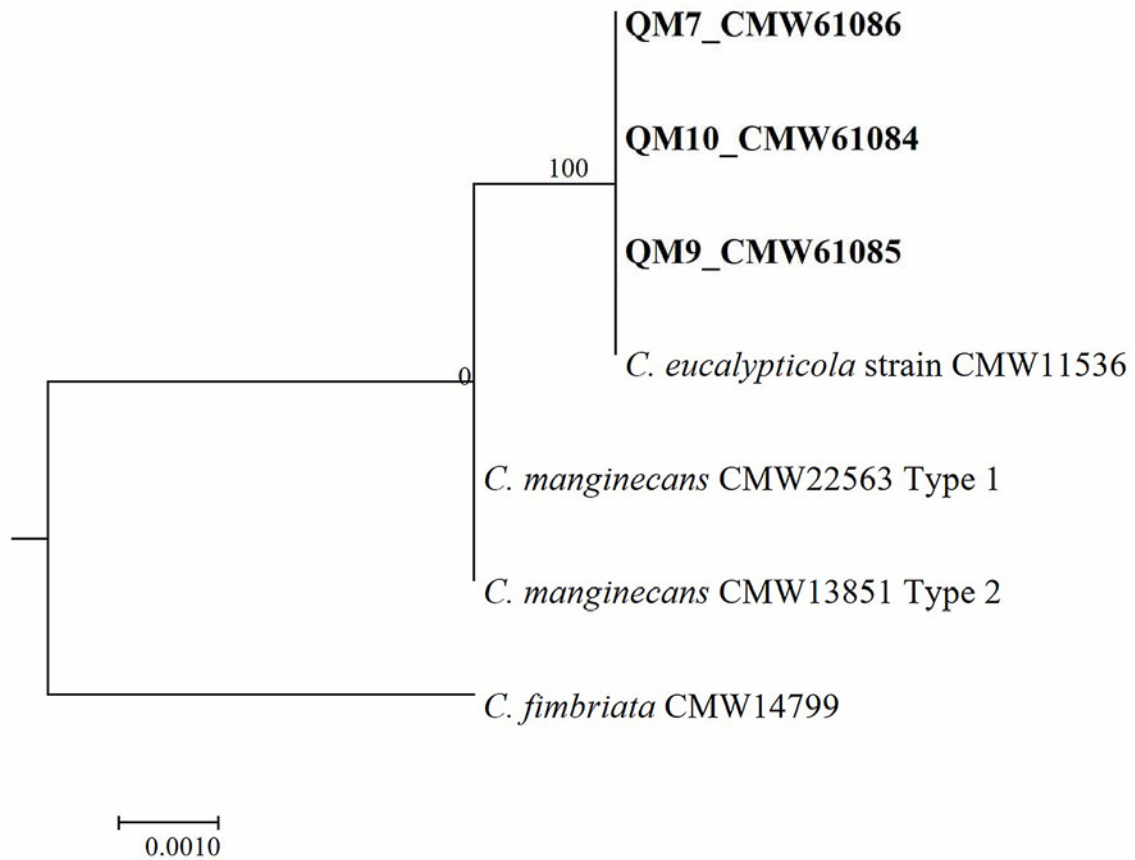 QM7_CMW61086
QM10_CMW61084
100
QM9_CMW61085
C. eucalypticola strain CMW11536
0
C. manginecans CMW22563 Type 1
C. manginecans CMW13851 Type 2
C. fimbriata CMW14799
0.0010